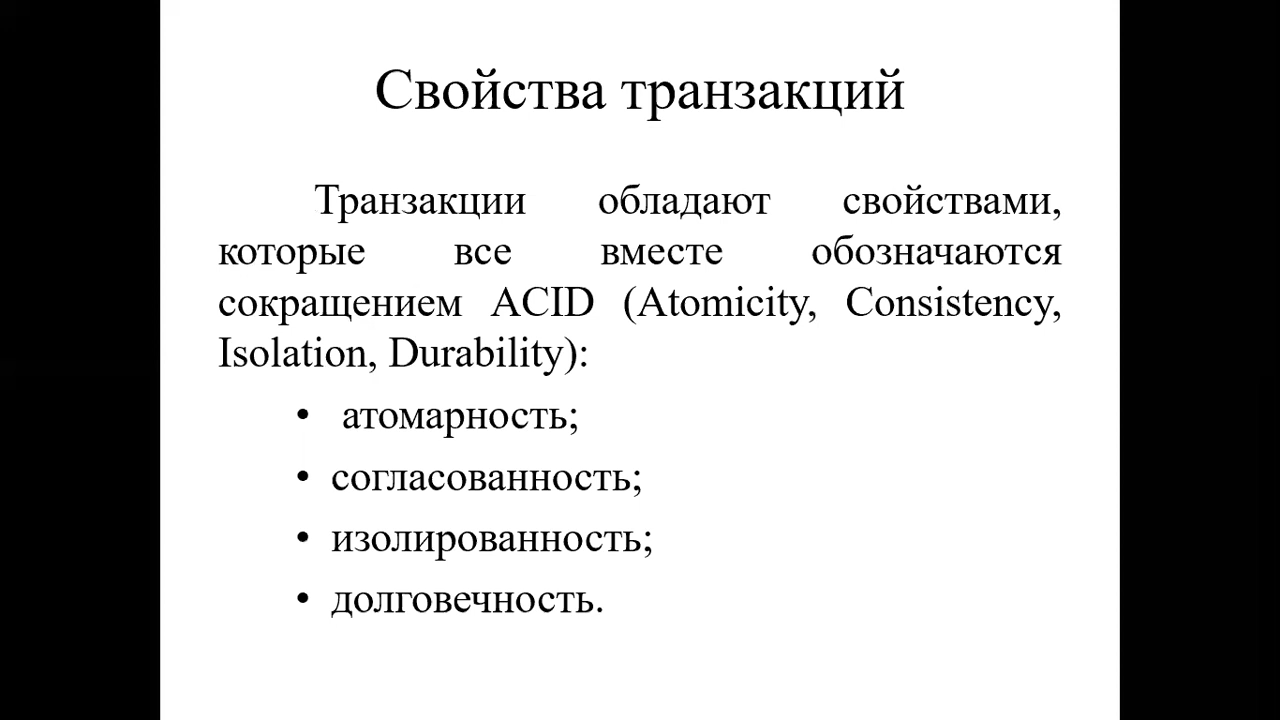 Свойства транзакций
Транзакции обладают свойствами,
которые все вместе обозначаются
сокращением ACID (Atomicity, Consistency,
Isolation, Durability):
• атомарность;
• согласованность;
• изолированность;
• долговечность.